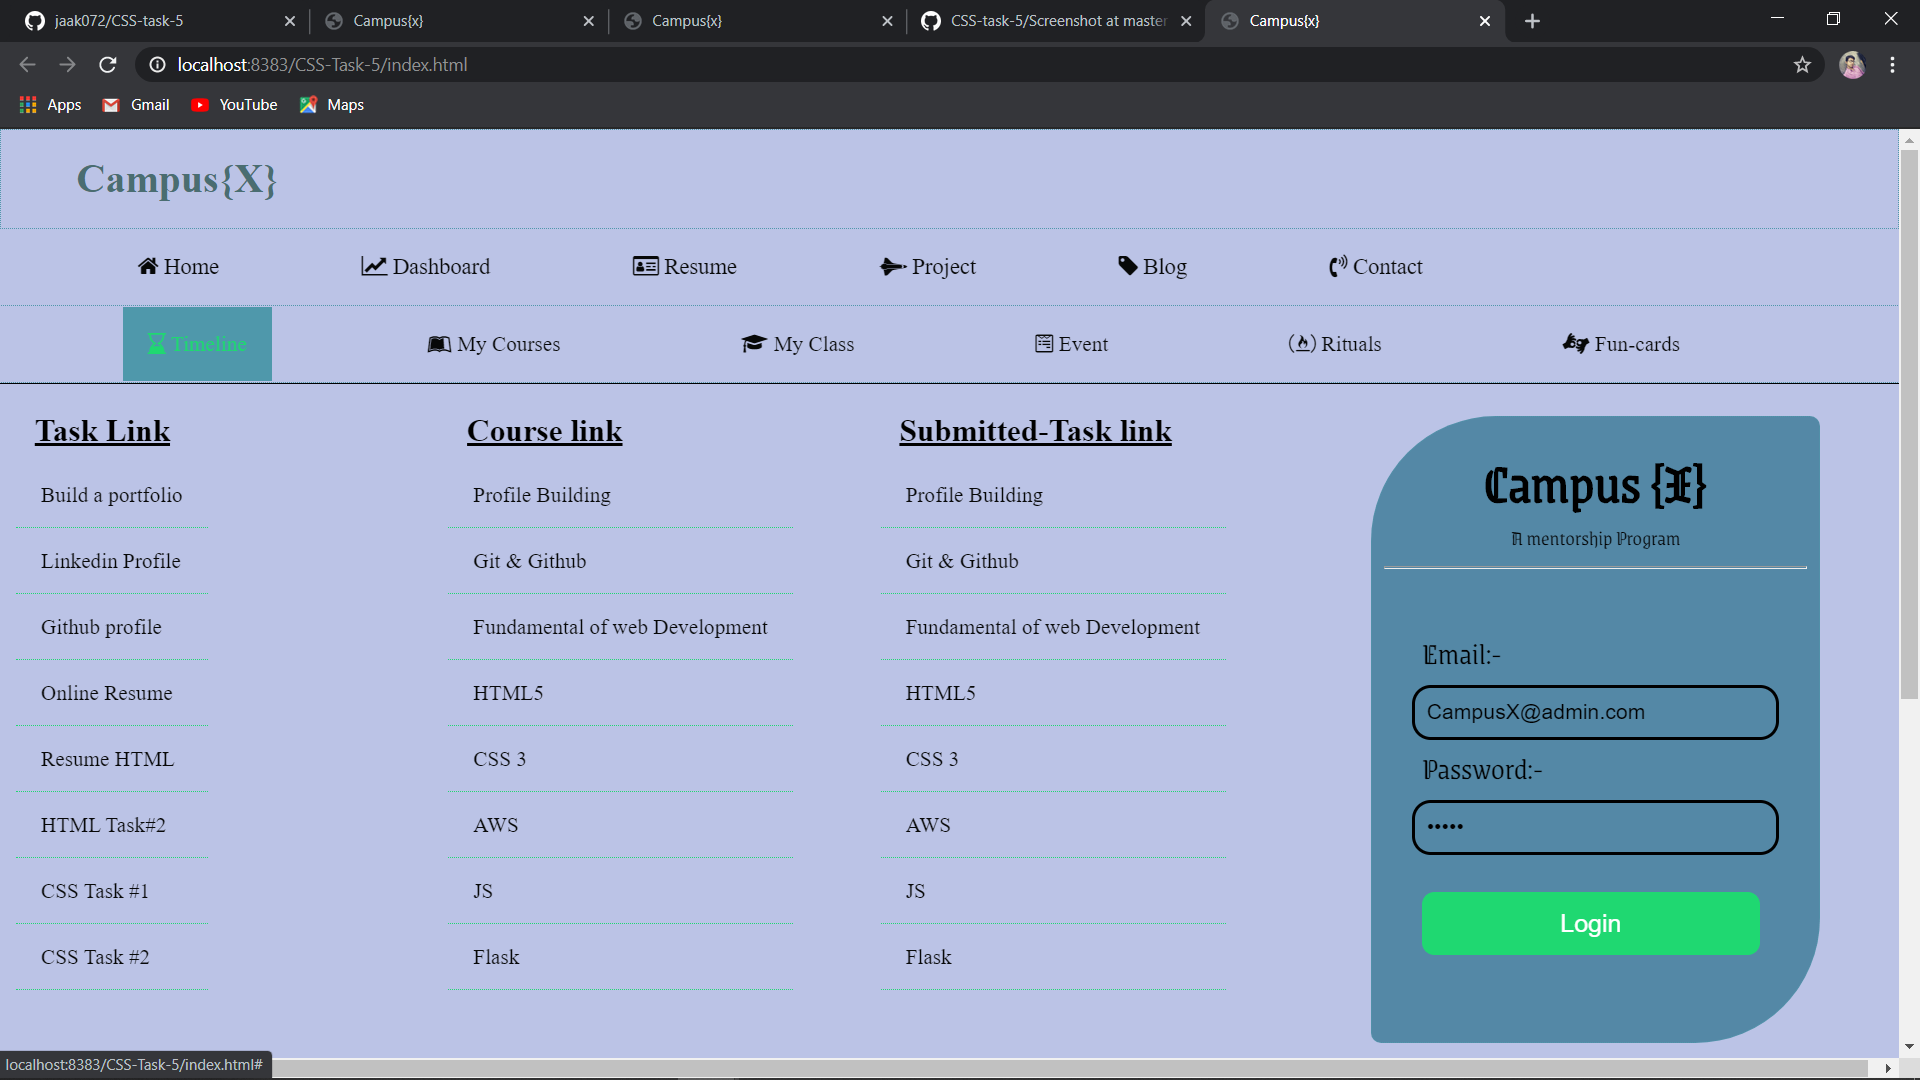 jaak072/CSS-task-5
Campus{x}
Campus{x}
CSS-task-5/Screenshot at master
Campus{x}
localhost:8383/CSS-Task-5/index.html
Apps Gmail YouTube Maps
Campus{X}
Home Dashboard Resume Project Blog Contact
Timeline My Courses My Class Event Rituals Fun-cards
Task Link
Build a portfolio
Linkedin Profile
Github profile
Online Resume
Resume HTML
HTML Task#2
CSS Task #1
CSS Task #2
Course link
Profile Building
Git & Github
Fundamental of web Development
HTML5
CSS 3
AWS
JS
Flask
Submitted-Task link
Profile Building
Git & Github
Fundamental of web Development
HTML5
CSS 3
AWS
JS
Flask
Campus {X}
A mentorship Program
Email:-
CampusX@admin.com
Password:-
•••••
Login
localhost:8383/CSS-Task-5/index.html#